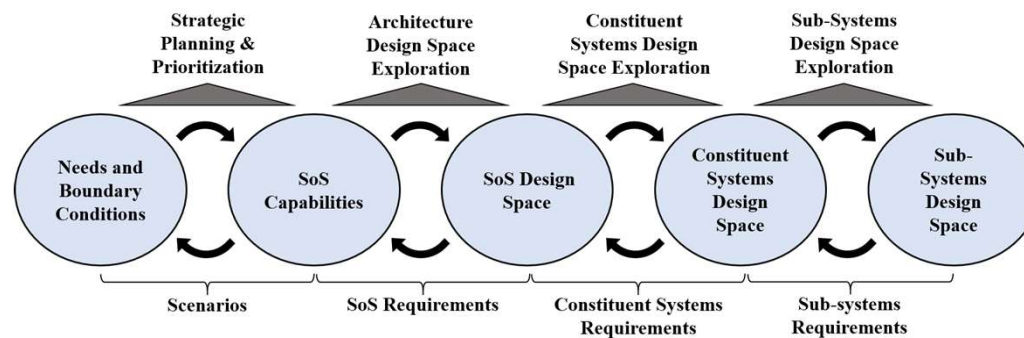 Strategic
Planning &
Prioritization
Architecture
Design Space
Exploration
Constituent
Systems Design
Space Exploration
Sub-Systems
Design Space
Exploration
Needs and
Boundary
Conditions
SoS
Capabilities
SoS Design
Space
Constituent
Systems
Design
Space
Sub-
Systems
Design
Space
Scenarios
SoS Requirements
Constituent Systems
Requirements
Sub-systems
Requirements